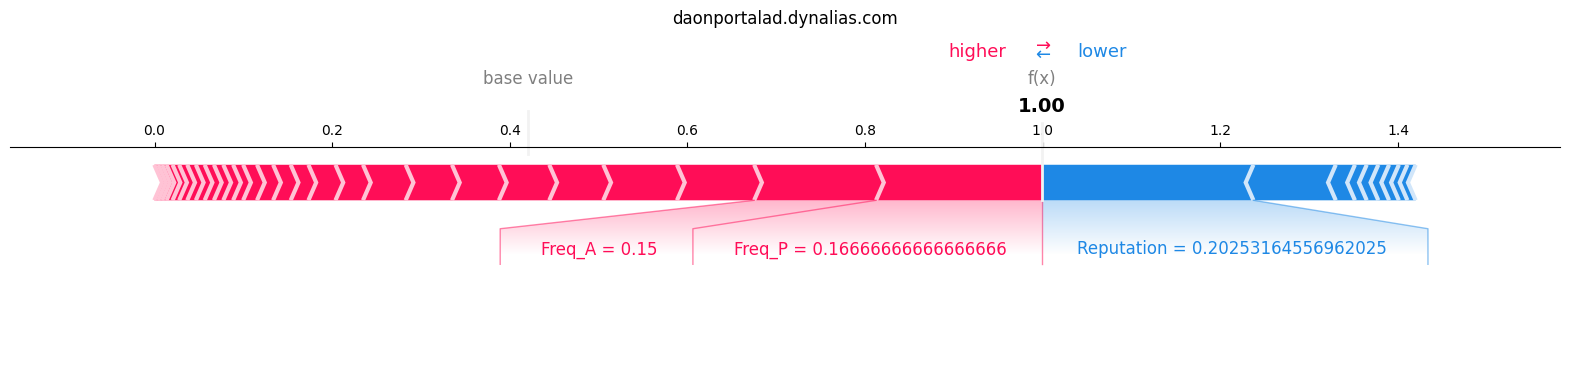 daonportalad.dynalias.com
higher → lower
←
base value f(x)
1.00
0.0 0.2 0.4 0.6 0.8 1.0 1.2 1.4
Freq_A = 0.15 Freq_P = 0.16666666666666666 Reputation = 0.20253164556962025